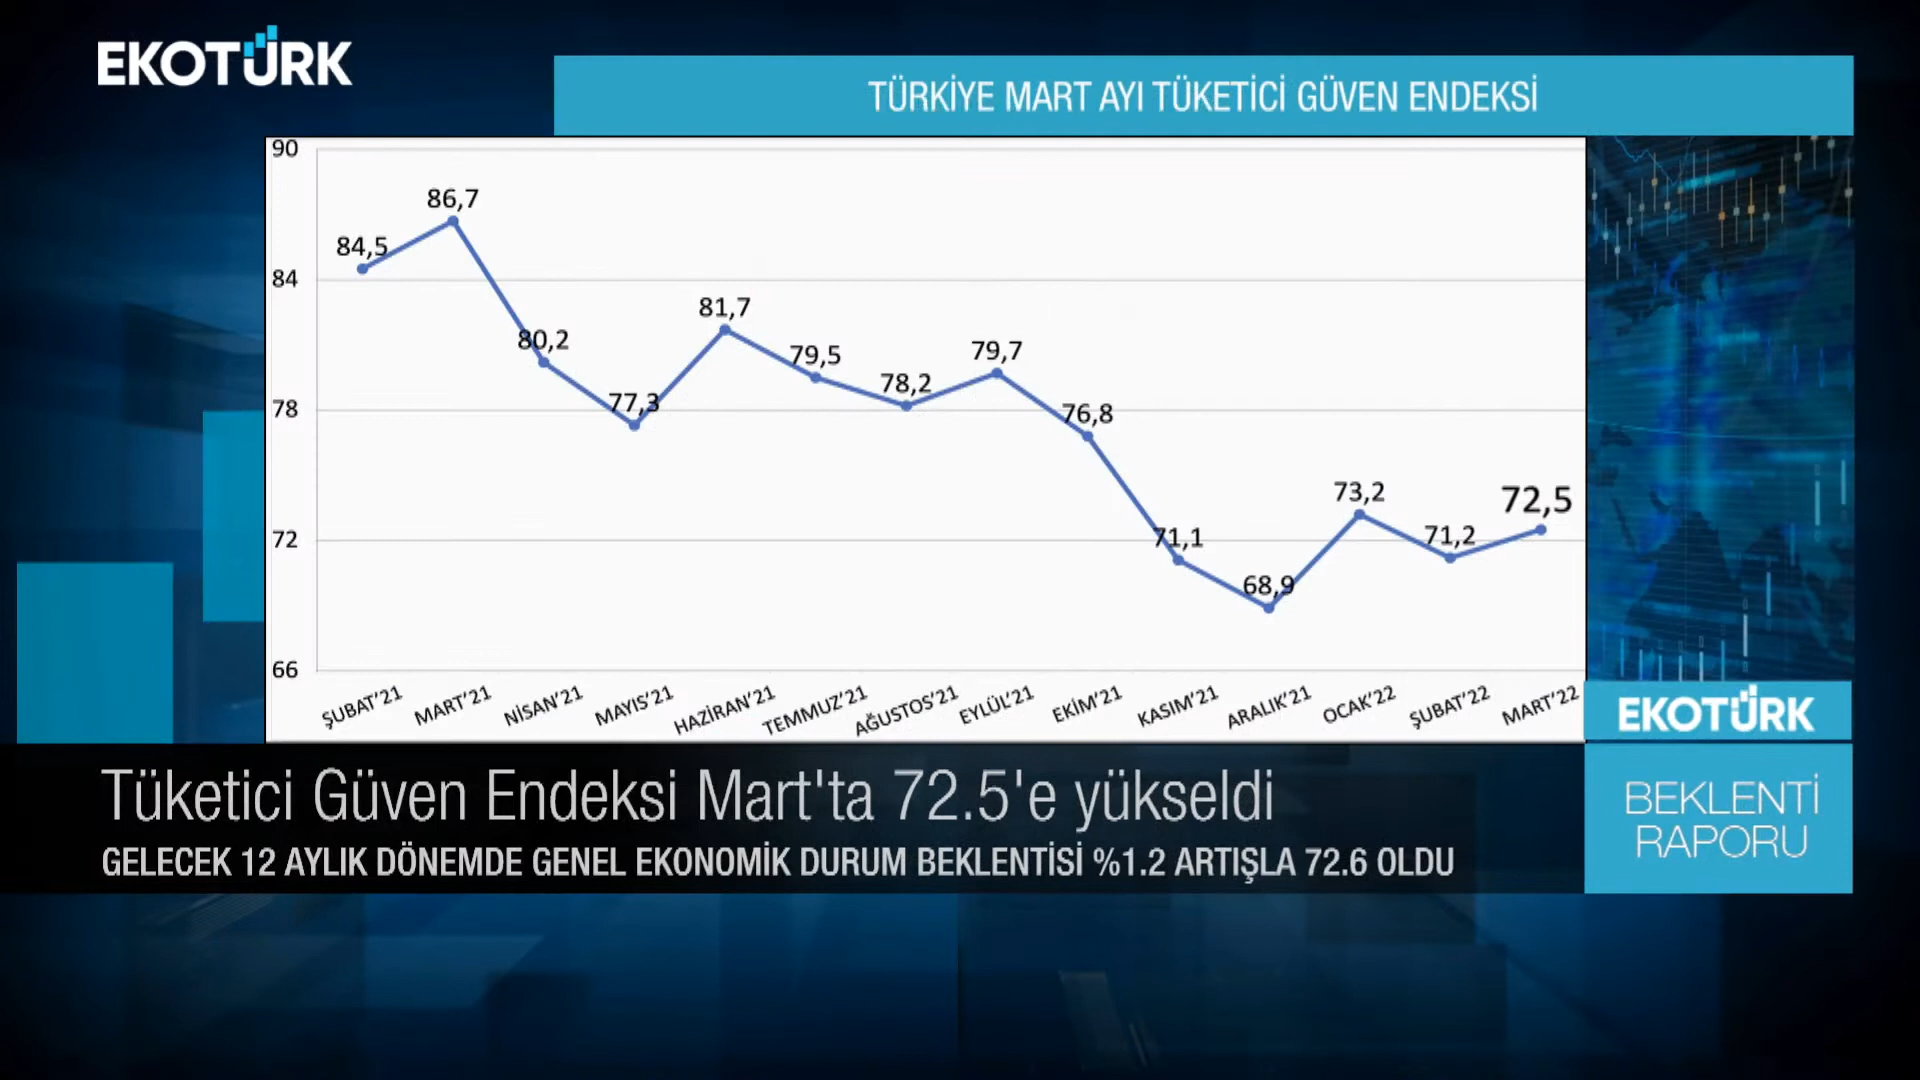 EKOTÜRK
TÜRKİYE MART AYI TÜKETİCİ GÜVEN ENDEKSİ
90
84
78
72
66
84,5
86,7
80,2
77,3
81,7
79,5
78,2
79,7
76,8
71,1
68,9
73,2
71,2
72,5
ŞUBAT'21
MART'21
NİSAN'21
MAYIS'21
HAZİRAN'21
TEMMUZ'21
AĞUSTOS'21
EYLÜL'21
EKİM'21
KASIM'21
ARALIK'21
OCAK'22
ŞUBAT'22
MART'22
EKOTÜRK
Tüketici Güven Endeksi Mart'ta 72.5'e yükseldi
GELECEK 12 AYLIK DÖNEMDE GENEL EKONOMİK DURUM BEKLENTİSİ %1.2 ARTIŞLA 72.6 OLDU
BEKLENTİ
RAPORU